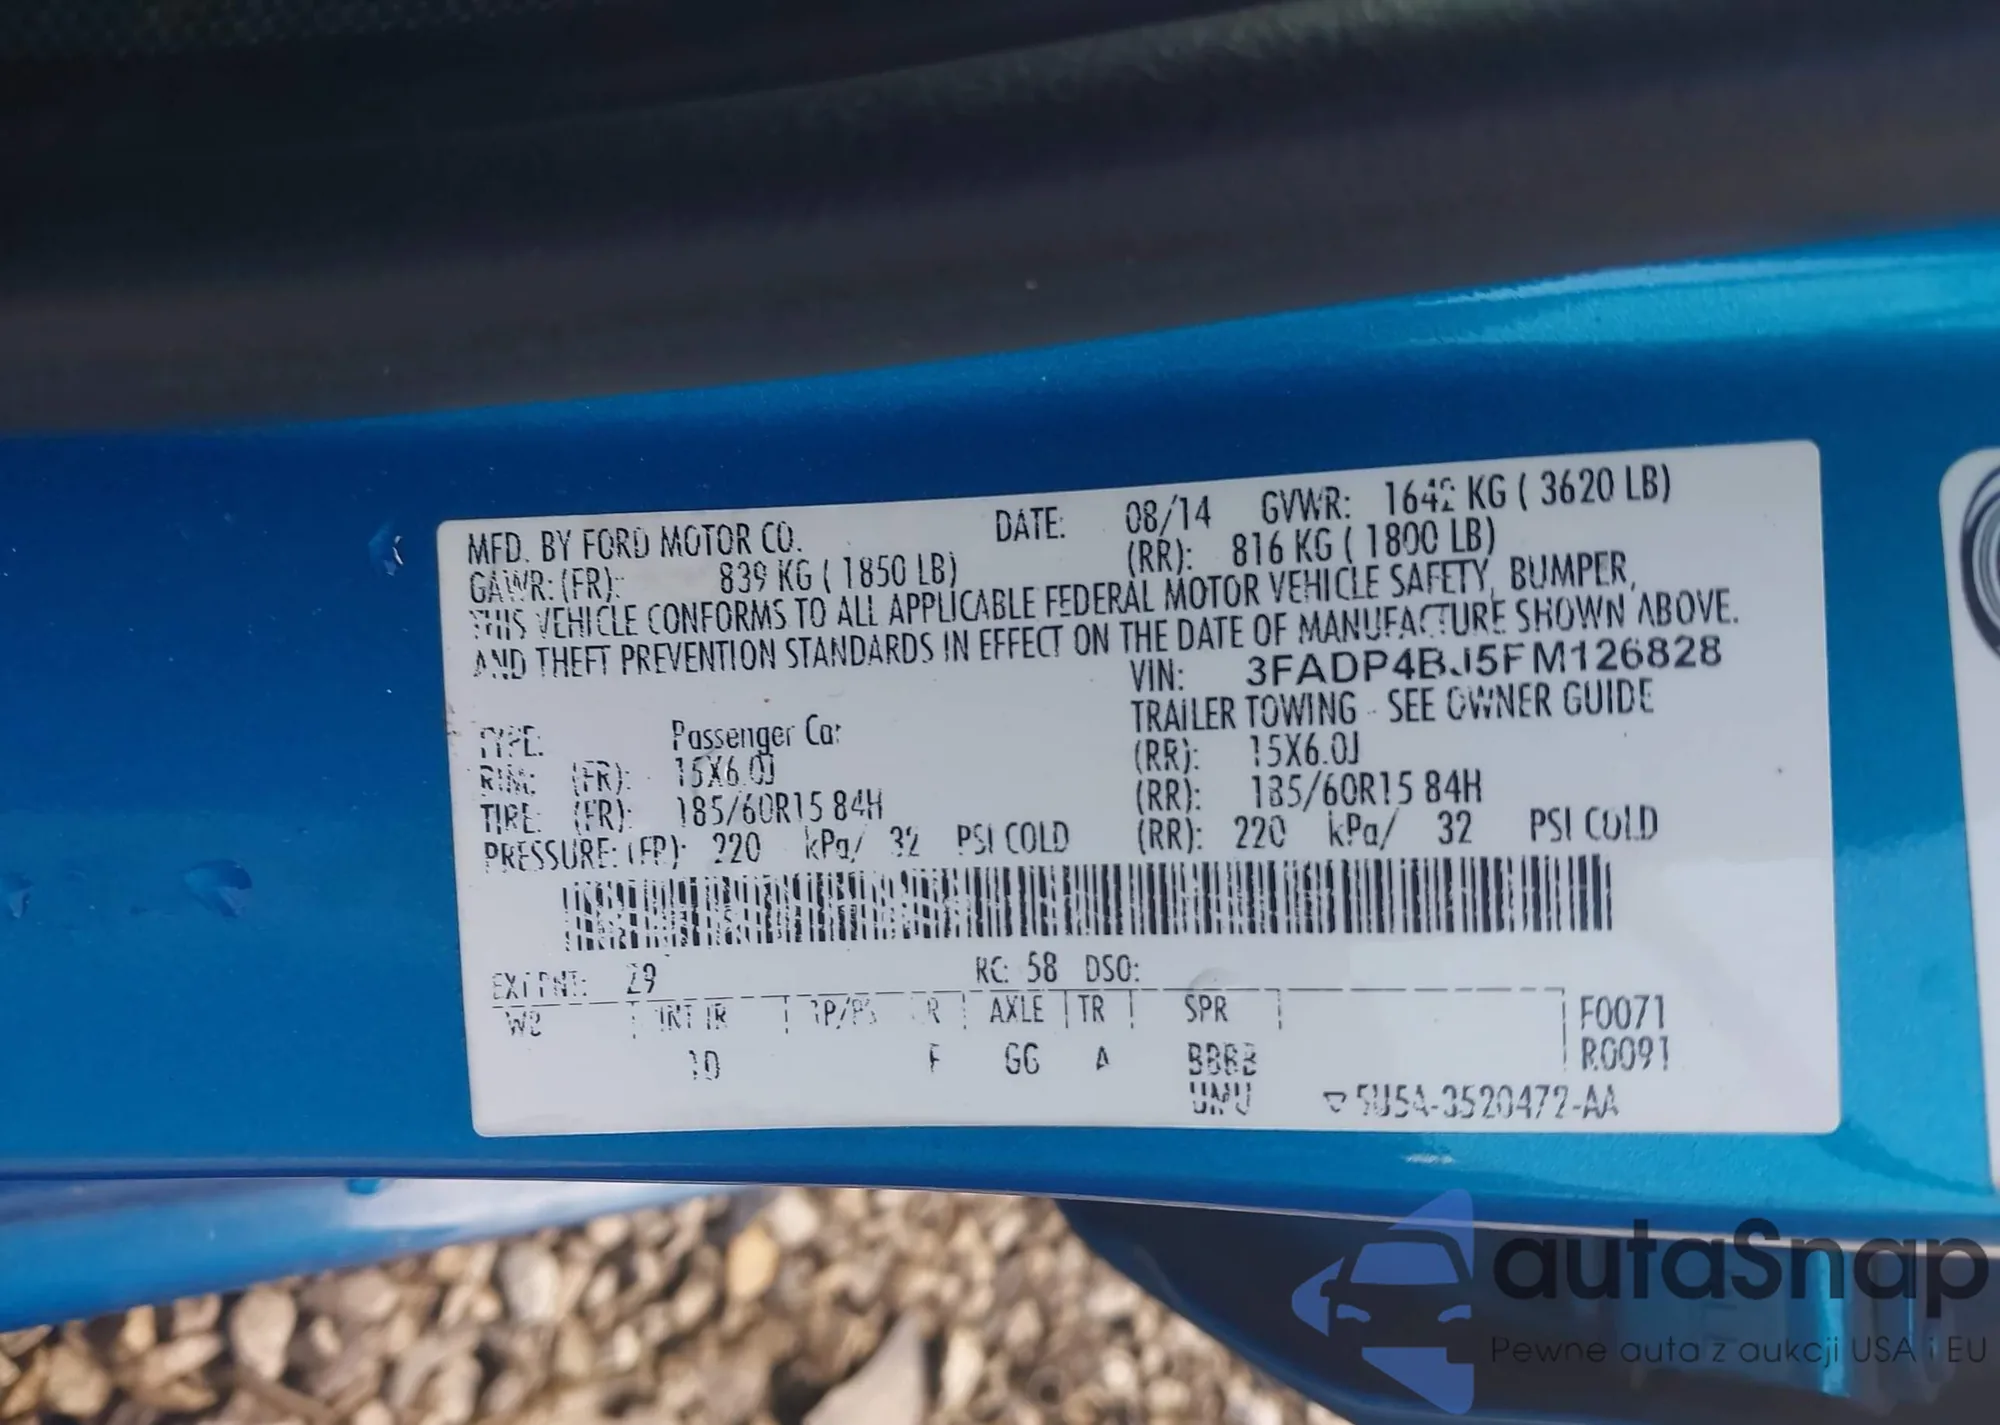 MFD. BY FORD MOTOR CO. DATE: 08/14 GVWR: 1642 KG ( 3620 LB)
GAWR: (FR): 839 KG ( 1850 LB) (RR): 816 KG ( 1800 LB)
THIS VEHICLE CONFORMS TO ALL APPLICABLE FEDERAL MOTOR VEHICLE SAFETY, BUMPER,
AND THEFT PREVENTION STANDARDS IN EFFECT ON THE DATE OF MANUFACTURE SHOWN ABOVE.
VIN: 3FADP4BJ5FM126828
TRAILER TOWING - SEE OWNER GUIDE
TYPE: Passenger Car
RIM: (FR): 15X6.0J (RR): 15X6.0J
TIRE: (FR): 185/60R15 84H (RR): 185/60R15 84H
PRESSURE: (FR): 220 kPa/ 32 PSI COLD (RR): 220 kPa/ 32 PSI COLD
EXT PNT: RC: 58 DSO:
WB INT TR TP/PS R AXLE TR SPR F0071
10 F GG A BBBB R0091
UMU 5U5A-3520472-AA
autaSnap
Pewne auta z aukcji USA i EU